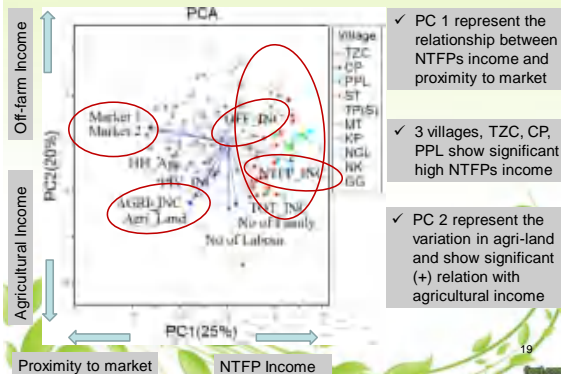 PCA
Off-farm Income
Agricultural Income
PC2(20%)
Market 1
Market 2
OFF_INC
HH_Age
NTFP_INC
AGRI_INC
Agri_Land
TOT_INC
No of Family
No of Labour
Village
TZC
CP
PPL
ST
TP(S)
MT
KP
NGL
NK
GG
PC1(25%)
Proximity to market
NTFP Income
✓ PC 1 represent the
relationship between
NTFPs income and
proximity to market
✓ 3 villages, TZC, CP,
PPL show significant
high NTFPs income
✓ PC 2 represent the
variation in agri-land
and show significant
(+) relation with
agricultural income
19